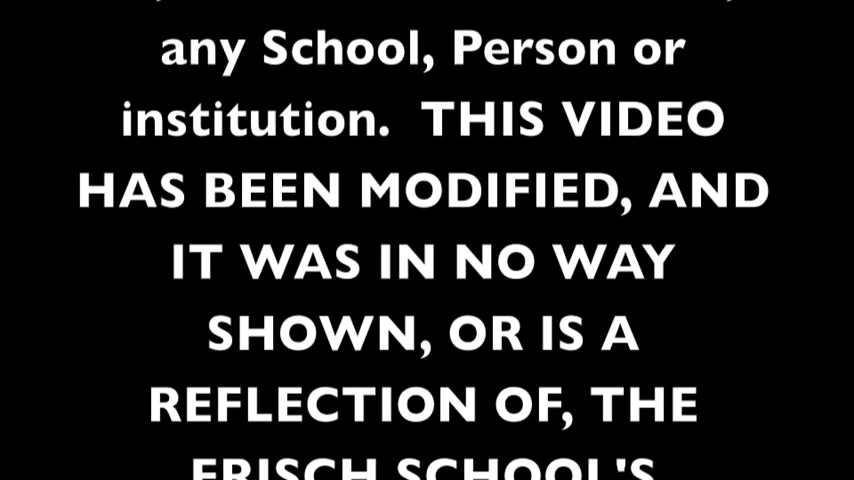 any School, Person or
institution.  THIS VIDEO
HAS BEEN MODIFIED, AND
IT WAS IN NO WAY
SHOWN, OR IS A
REFLECTION OF, THE
FRISCH SCHOOL'S